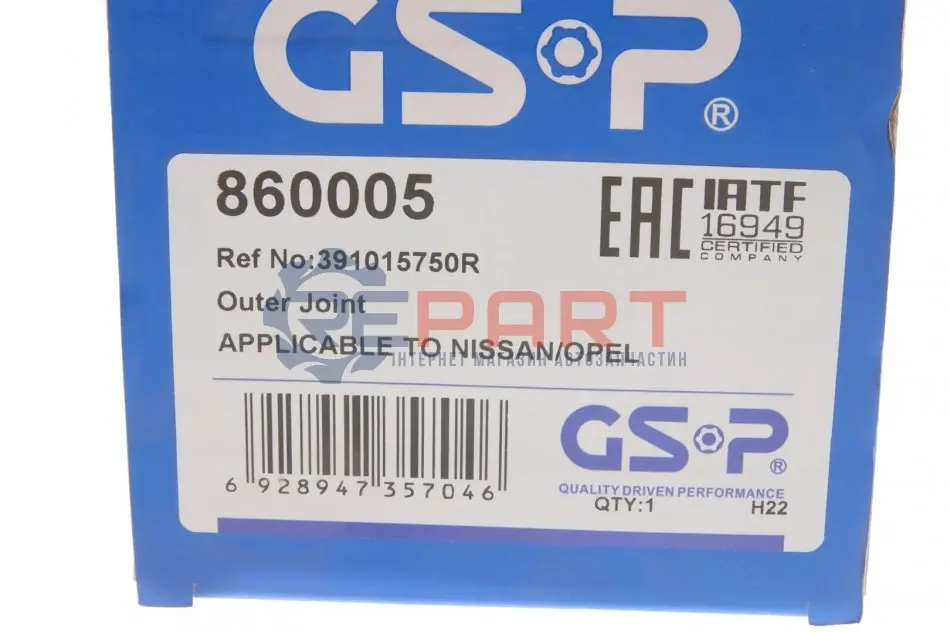 GSP®
860005
EAC
IATF
16949
CERTIFIED
COMPANY
Ref No:391015750R
Outer Joint
REPART
APPLICABLE TO NISSAN/OPEL
ІНТЕРНЕТ МАГАЗИН АВТОЗАПЧАСТИН
6 928947 357046
GSP®
QUALITY DRIVEN PERFORMANCE
QTY:1
H22